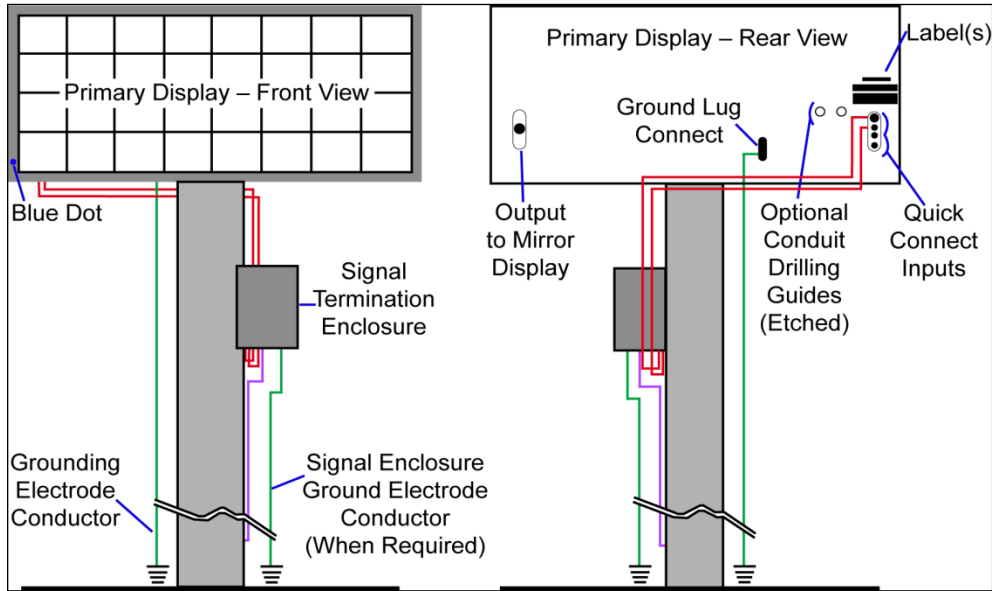 Primary Display – Front View
Blue Dot
Signal
Termination
Enclosure
Grounding
Electrode
Conductor
Signal Enclosure
Ground Electrode
Conductor
(When Required)
Primary Display – Rear View
Label(s)
Ground Lug
Connect
Output
to Mirror
Display
Optional
Conduit
Drilling
Guides
(Etched)
Quick
Connect
Inputs